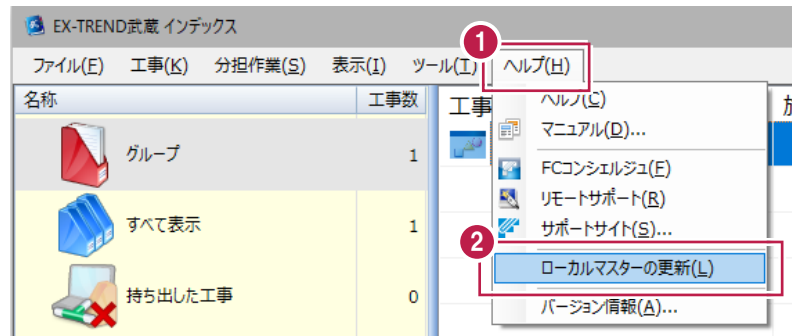 EX-TREND武蔵 インデックス
1
ファイル(F) 工事(K) 分担作業(S) 表示(I) ツール(T) ヘルプ(H)
名称 工事数 工事
グループ 1
すべて表示 1
持ち出した工事 0
ヘルプ(C)
マニュアル(D)...
FCコンシェルジュ(F)
リモートサポート(R)
サポートサイト(S)...
2
ローカルマスターの更新(L)
バージョン情報(A)...